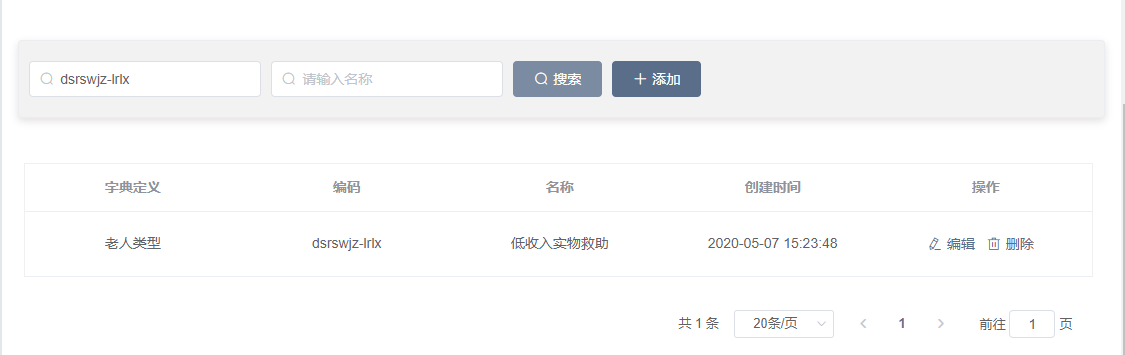 dsrswjz-lrlx 请输入名称 搜索 添加
字典定义 编码 名称 创建时间 操作
老人类型 dsrswjz-lrlx 低收入实物救助 2020-05-07 15:23:48 编辑 删除
共 1 条 20条/页 1 前往 1 页